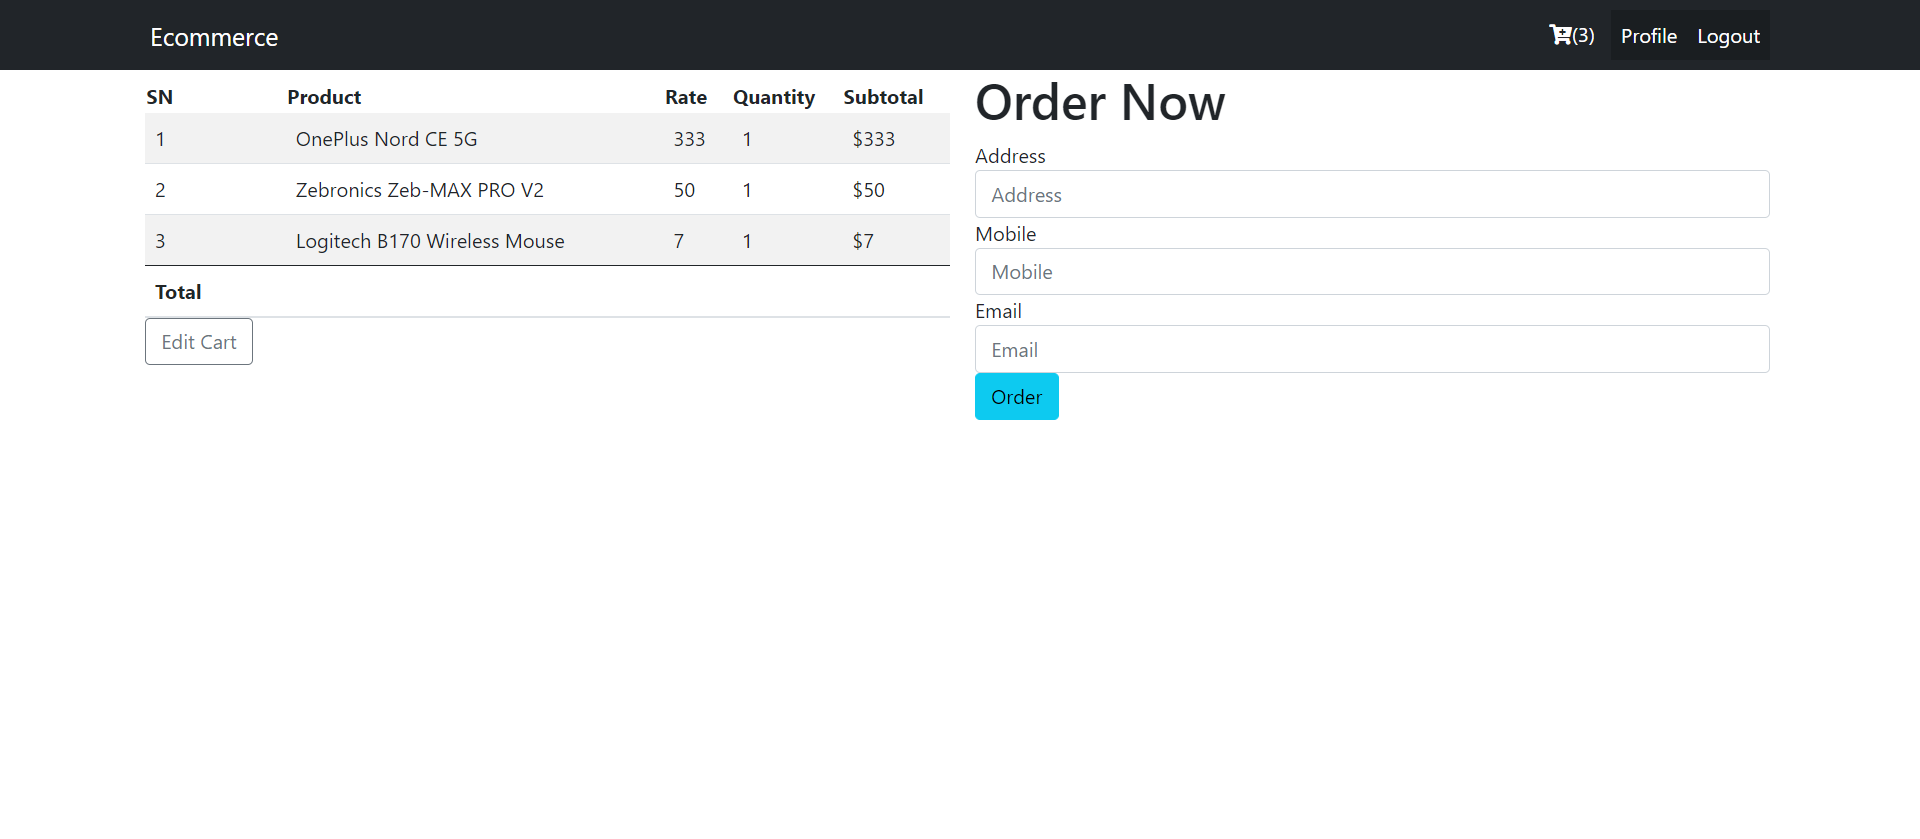 Ecommerce
(3) Profile Logout
SN Product Rate Quantity Subtotal
1 OnePlus Nord CE 5G 333 1 $333
2 Zebronics Zeb-MAX PRO V2 50 1 $50
3 Logitech B170 Wireless Mouse 7 1 $7
Total
Edit Cart
Order Now
Address
Address
Mobile
Mobile
Email
Email
Order